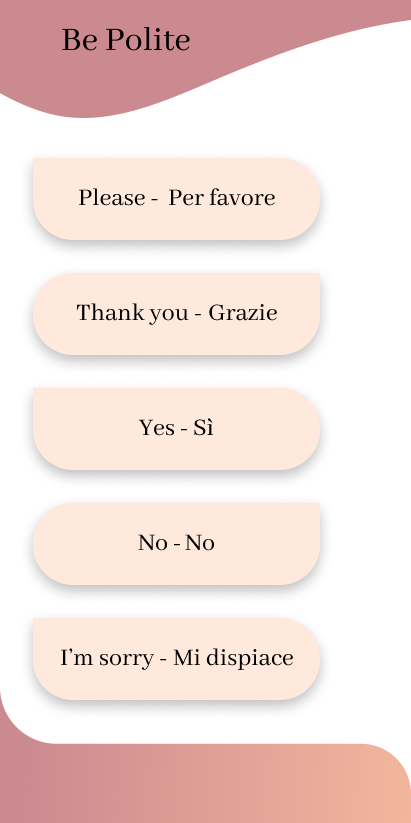 Be Polite
Please - Per favore
Thank you - Grazie
Yes - Sì
No - No
I'm sorry - Mi dispiace